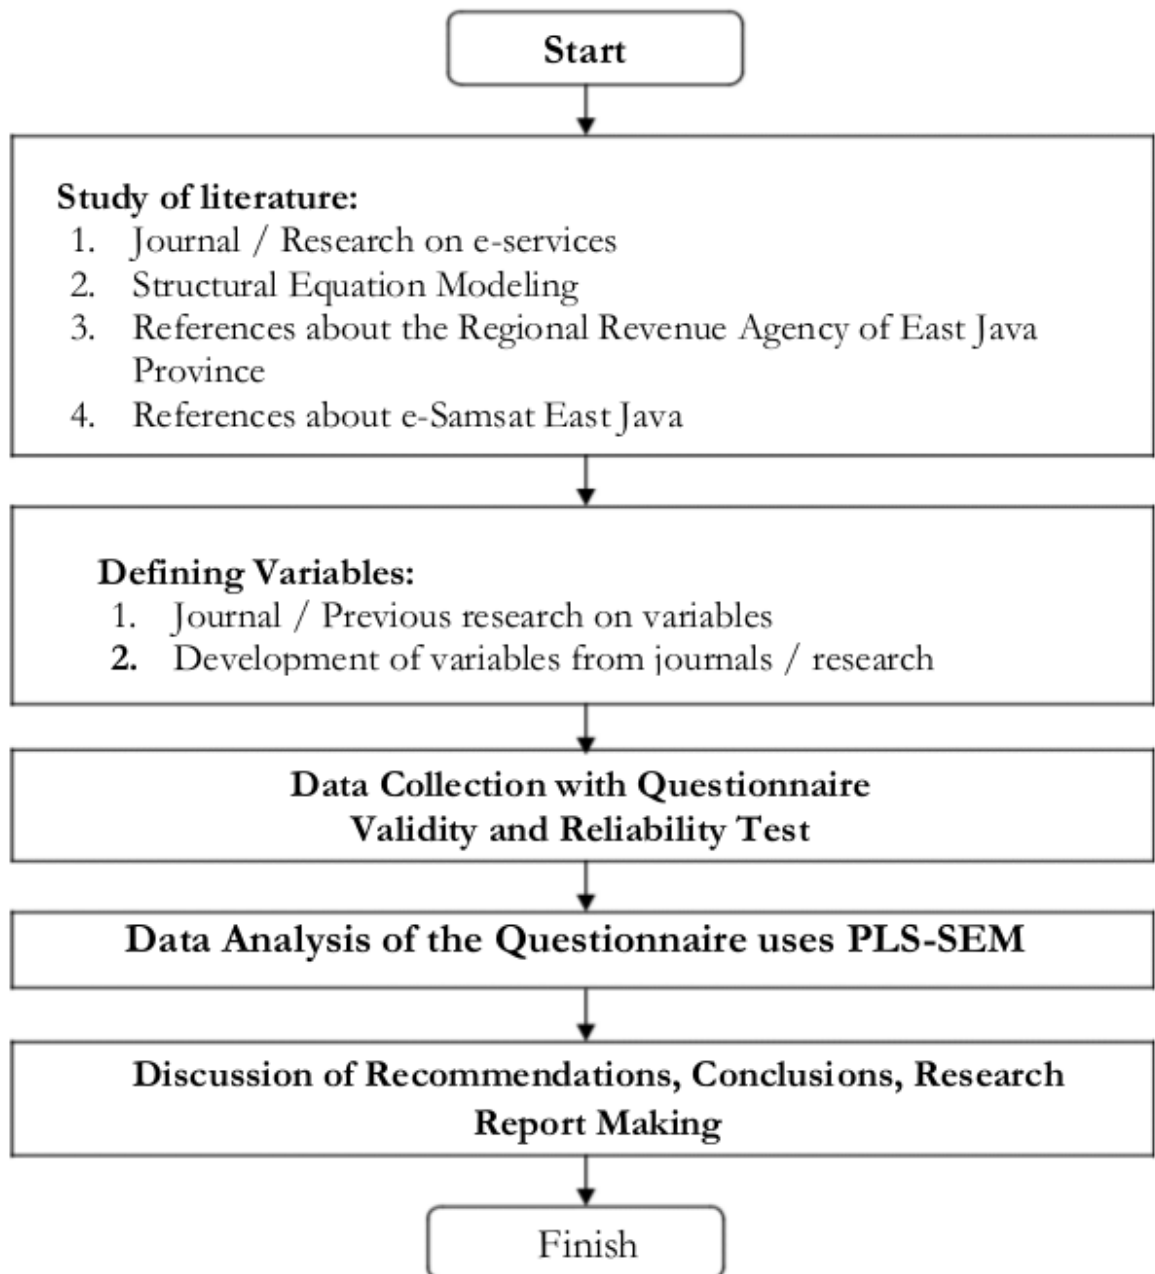 Start
Study of literature:
1. Journal / Research on e-services
2. Structural Equation Modeling
3. References about the Regional Revenue Agency of East Java
Province
4. References about e-Samsat East Java
Defining Variables:
1. Journal / Previous research on variables
2. Development of variables from journals / research
Data Collection with Questionnaire
Validity and Reliability Test
Data Analysis of the Questionnaire uses PLS-SEM
Discussion of Recommendations, Conclusions, Research
Report Making
Finish